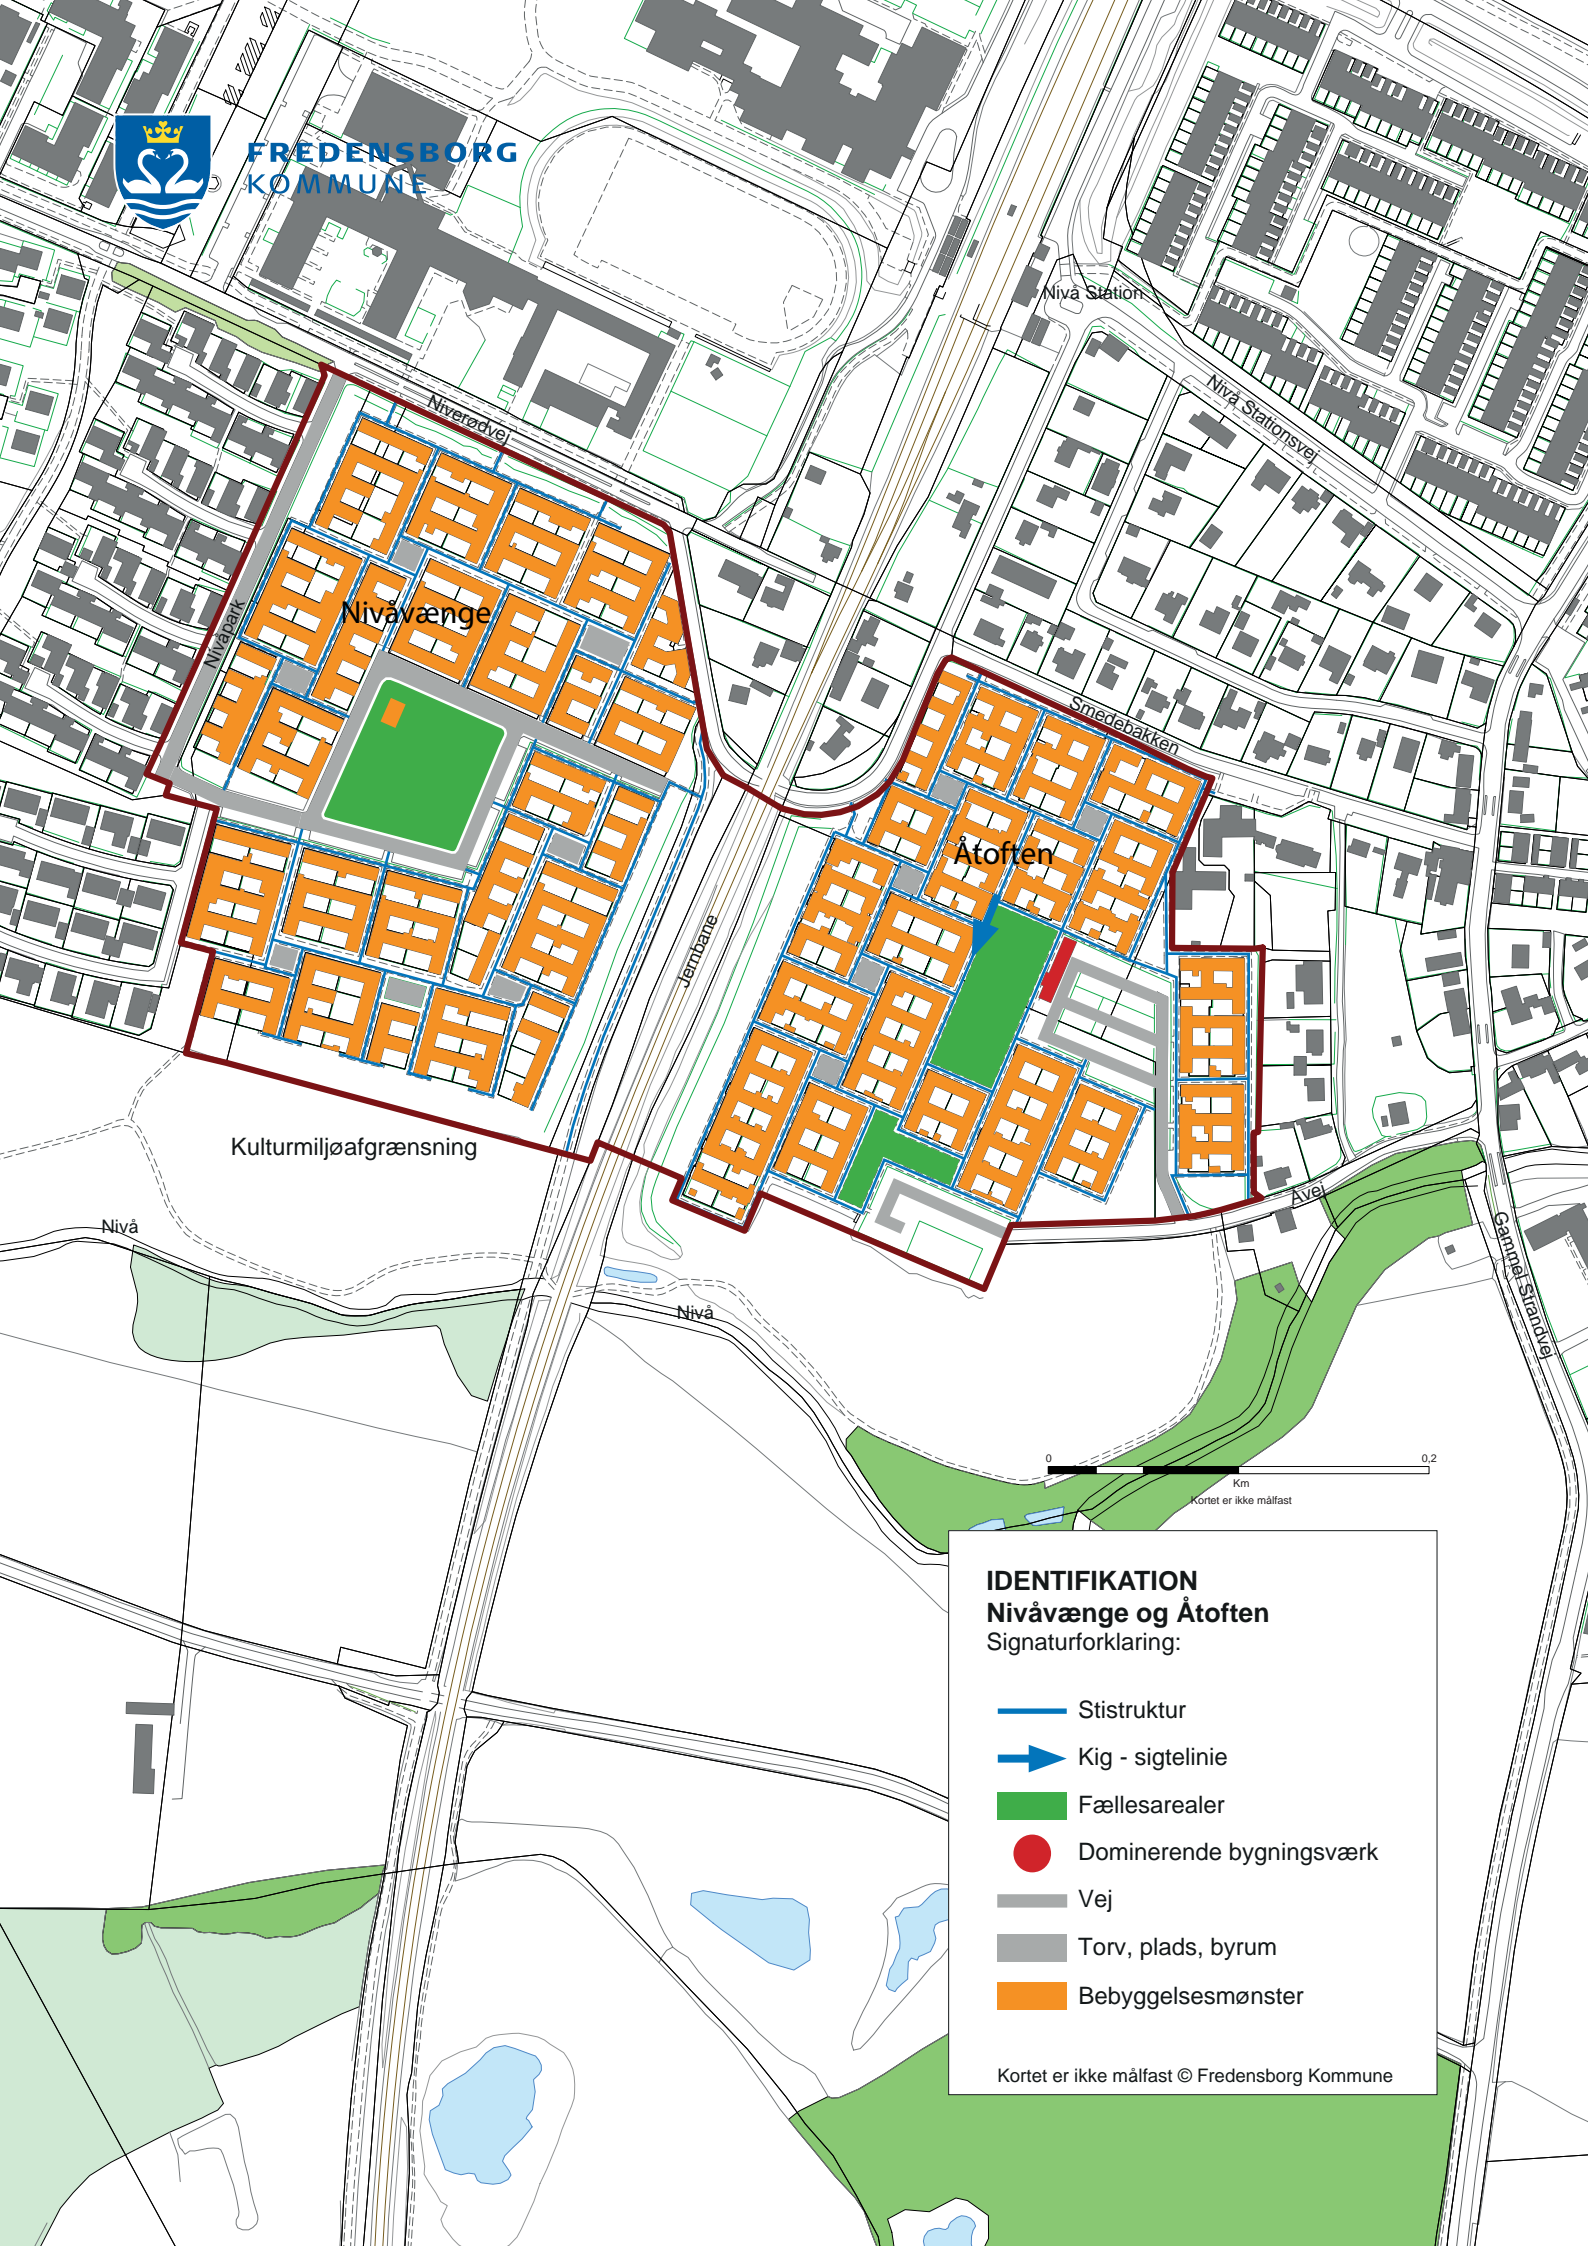 FREDENSBORG
KOMMUNE
Nivå Station
Nivå Stationsvej
Niverødvej
Nivåvænge
Nivåpark
Smedebakken
Åtoften
Jernbane
Kulturmiljøafgrænsning
Åvej
Nivå
Nivå
Gammel Strandvej
0
0,2
Km
Kortet er ikke målfast
IDENTIFIKATION
Nivåvænge og Åtoften
Signaturforklaring:
Stistruktur
Kig - sigtelinie
Fællesarealer
Dominerende bygningsværk
Vej
Torv, plads, byrum
Bebyggelsesmønster
Kortet er ikke målfast © Fredensborg Kommune